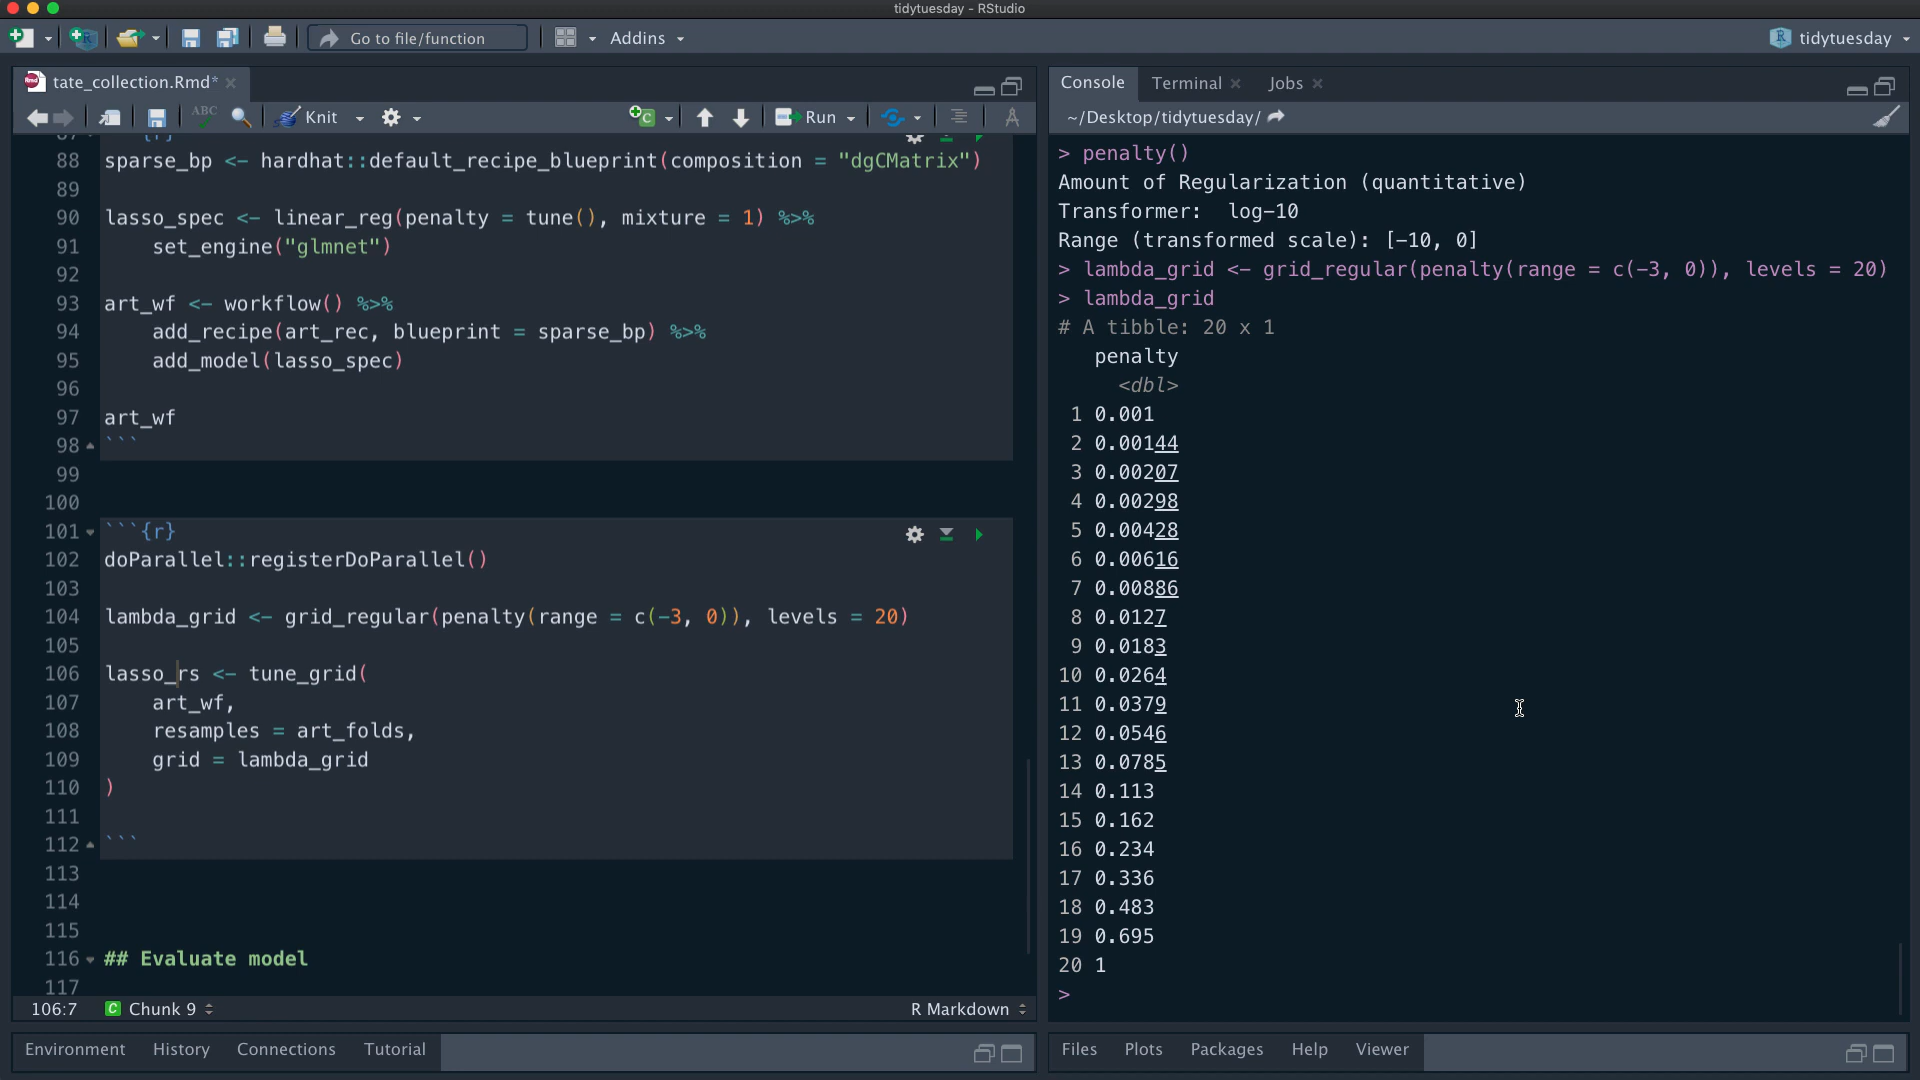 tidytuesday - RStudio
Go to file/function
Addins
tidytuesday
tate_collection.Rmd*
ABC
Knit
Run
88 sparse_bp <- hardhat::default_recipe_blueprint(composition = "dgCMatrix")
89
90 lasso_spec <- linear_reg(penalty = tune(), mixture = 1) %>%
91 set_engine("glmnet")
92
93 art_wf <- workflow() %>%
94 add_recipe(art_rec, blueprint = sparse_bp) %>%
95 add_model(lasso_spec)
96
97 art_wf
98 ```
99
100
101 ```{r}
102 doParallel::registerDoParallel()
103
104 lambda_grid <- grid_regular(penalty(range = c(-3, 0)), levels = 20)
105
106 lasso_rs <- tune_grid(
107 art_wf,
108 resamples = art_folds,
109 grid = lambda_grid
110 )
111
112 ```
113
114
115
116 ## Evaluate model
117
106:7
C Chunk 9
R Markdown
Environment
History
Connections
Tutorial
Console
Terminal
Jobs
~/Desktop/tidytuesday/
> penalty()
Amount of Regularization (quantitative)
Transformer: log-10
Range (transformed scale): [-10, 0]
> lambda_grid <- grid_regular(penalty(range = c(-3, 0)), levels = 20)
> lambda_grid
# A tibble: 20 x 1
penalty
<dbl>
1 0.001
2 0.00144
3 0.00207
4 0.00298
5 0.00428
6 0.00616
7 0.00886
8 0.0127
9 0.0183
10 0.0264
11 0.0379
12 0.0546
13 0.0785
14 0.113
15 0.162
16 0.234
17 0.336
18 0.483
19 0.695
20 1
>
Files
Plots
Packages
Help
Viewer